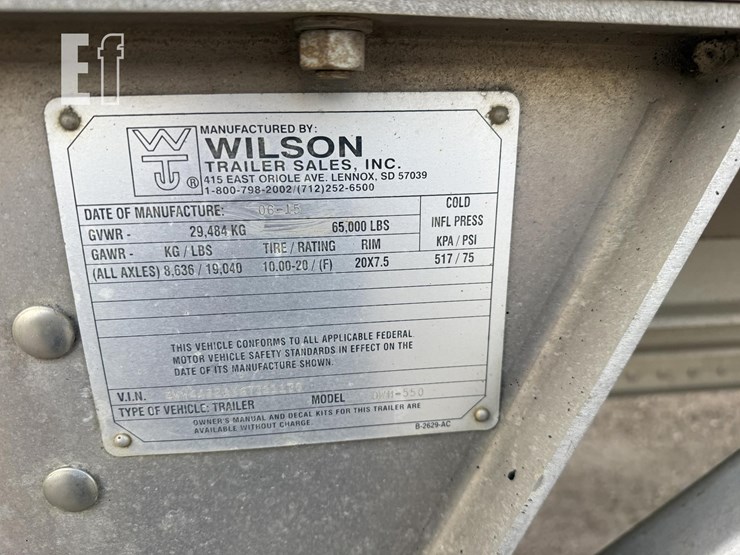 Ef
WTS ®
MANUFACTURED BY:
WILSON
TRAILER SALES, INC.
415 EAST ORIOLE AVE. LENNOX, SD 57039
1-800-798-2002/(712)252-6500
DATE OF MANUFACTURE: 06-15
GVWR - 29,484 KG 65,000 LBS
COLD
INFL PRESS
KPA / PSI
GAWR - KG / LBS TIRE / RATING RIM
(ALL AXLES) 8,636 / 19,040 10.00-20 / (F) 20X7.5 517 / 75
THIS VEHICLE CONFORMS TO ALL APPLICABLE FEDERAL
MOTOR VEHICLE SAFETY STANDARDS IN EFFECT ON THE
DATE OF ITS MANUFACTURE SHOWN.
V.I.N. MODEL
TYPE OF VEHICLE: TRAILER
OWNER'S MANUAL AND DECAL KITS FOR THIS TRAILER ARE
AVAILABLE WITHOUT CHARGE.
B-2629-AC